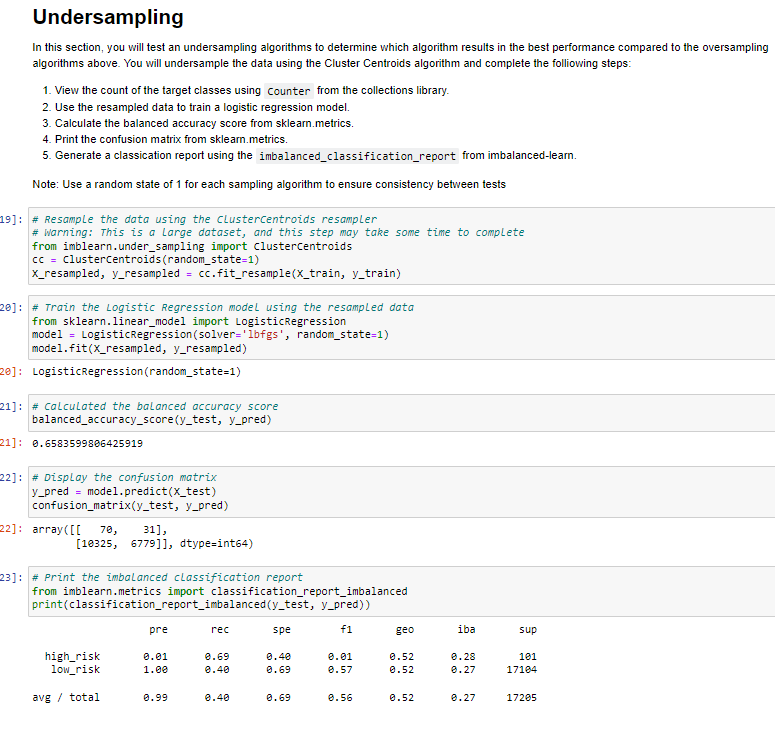 Undersampling
In this section, you will test an undersampling algorithms to determine which algorithm results in the best performance compared to the oversampling
algorithms above. You will undersample the data using the Cluster Centroids algorithm and complete the folliowing steps:
1. View the count of the target classes using Counter from the collections library.
2. Use the resampled data to train a logistic regression model.
3. Calculate the balanced accuracy score from sklearn.metrics.
4. Print the confusion matrix from sklearn.metrics.
5. Generate a classication report using the imbalanced_classification_report from imbalanced-learn.
Note: Use a random state of 1 for each sampling algorithm to ensure consistency between tests
19]: # Resample the data using the ClusterCentroids resampler
# Warning: This is a large dataset, and this step may take some time to complete
from imblearn.under_sampling import ClusterCentroids
cc = ClusterCentroids(random_state=1)
X_resampled, y_resampled = cc.fit_resample(X_train, y_train)
20]: # Train the Logistic Regression model using the resampled data
from sklearn.linear_model import LogisticRegression
model = LogisticRegression(solver='lbfgs', random_state=1)
model.fit(X_resampled, y_resampled)
20]: LogisticRegression(random_state=1)
21]: # Calculated the balanced accuracy score
balanced_accuracy_score(y_test, y_pred)
21]: 0.6583599806425919
22]: # Display the confusion matrix
y_pred = model.predict(X_test)
confusion_matrix(y_test, y_pred)
22]: array([[ 70, 31],
[10325, 6779]], dtype=int64)
23]: # Print the imbalanced classification report
from imblearn.metrics import classification_report_imbalanced
print(classification_report_imbalanced(y_test, y_pred))
pre rec spe f1 geo iba sup
high_risk 0.01 0.69 0.40 0.01 0.52 0.28 101
low_risk 1.00 0.40 0.69 0.57 0.52 0.27 17104
avg / total 0.99 0.40 0.69 0.56 0.52 0.27 17205